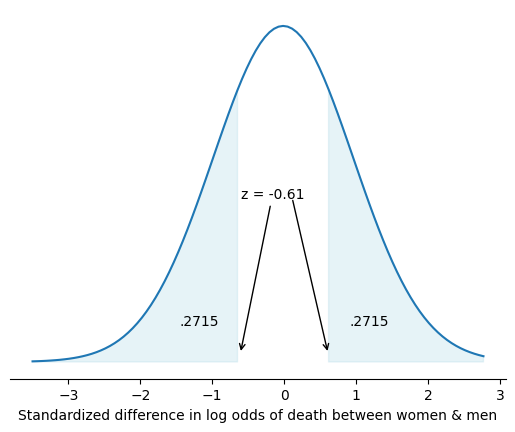 z = -0.61
.2715 .2715
−3 −2 −1 0 1 2 3
Standardized difference in log odds of death between women & men